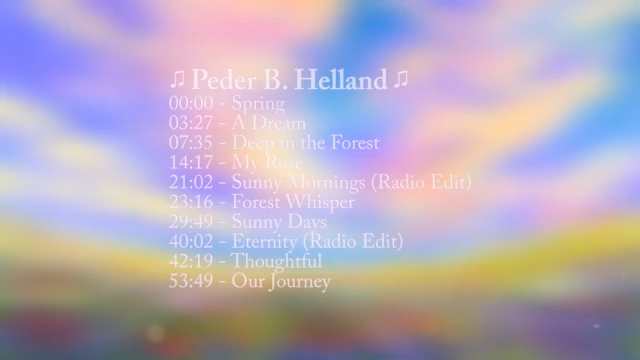 ♫ Peder B. Helland ♫
00:00 - Spring
03:27 - A Dream
07:35 - Deep in the Forest
14:17 - My Rose
21:02 - Sunny Mornings (Radio Edit)
23:16 - Forest Whisper
29:49 - Sunny Days
40:02 - Eternity (Radio Edit)
42:19 - Thoughtful
53:49 - Our Journey